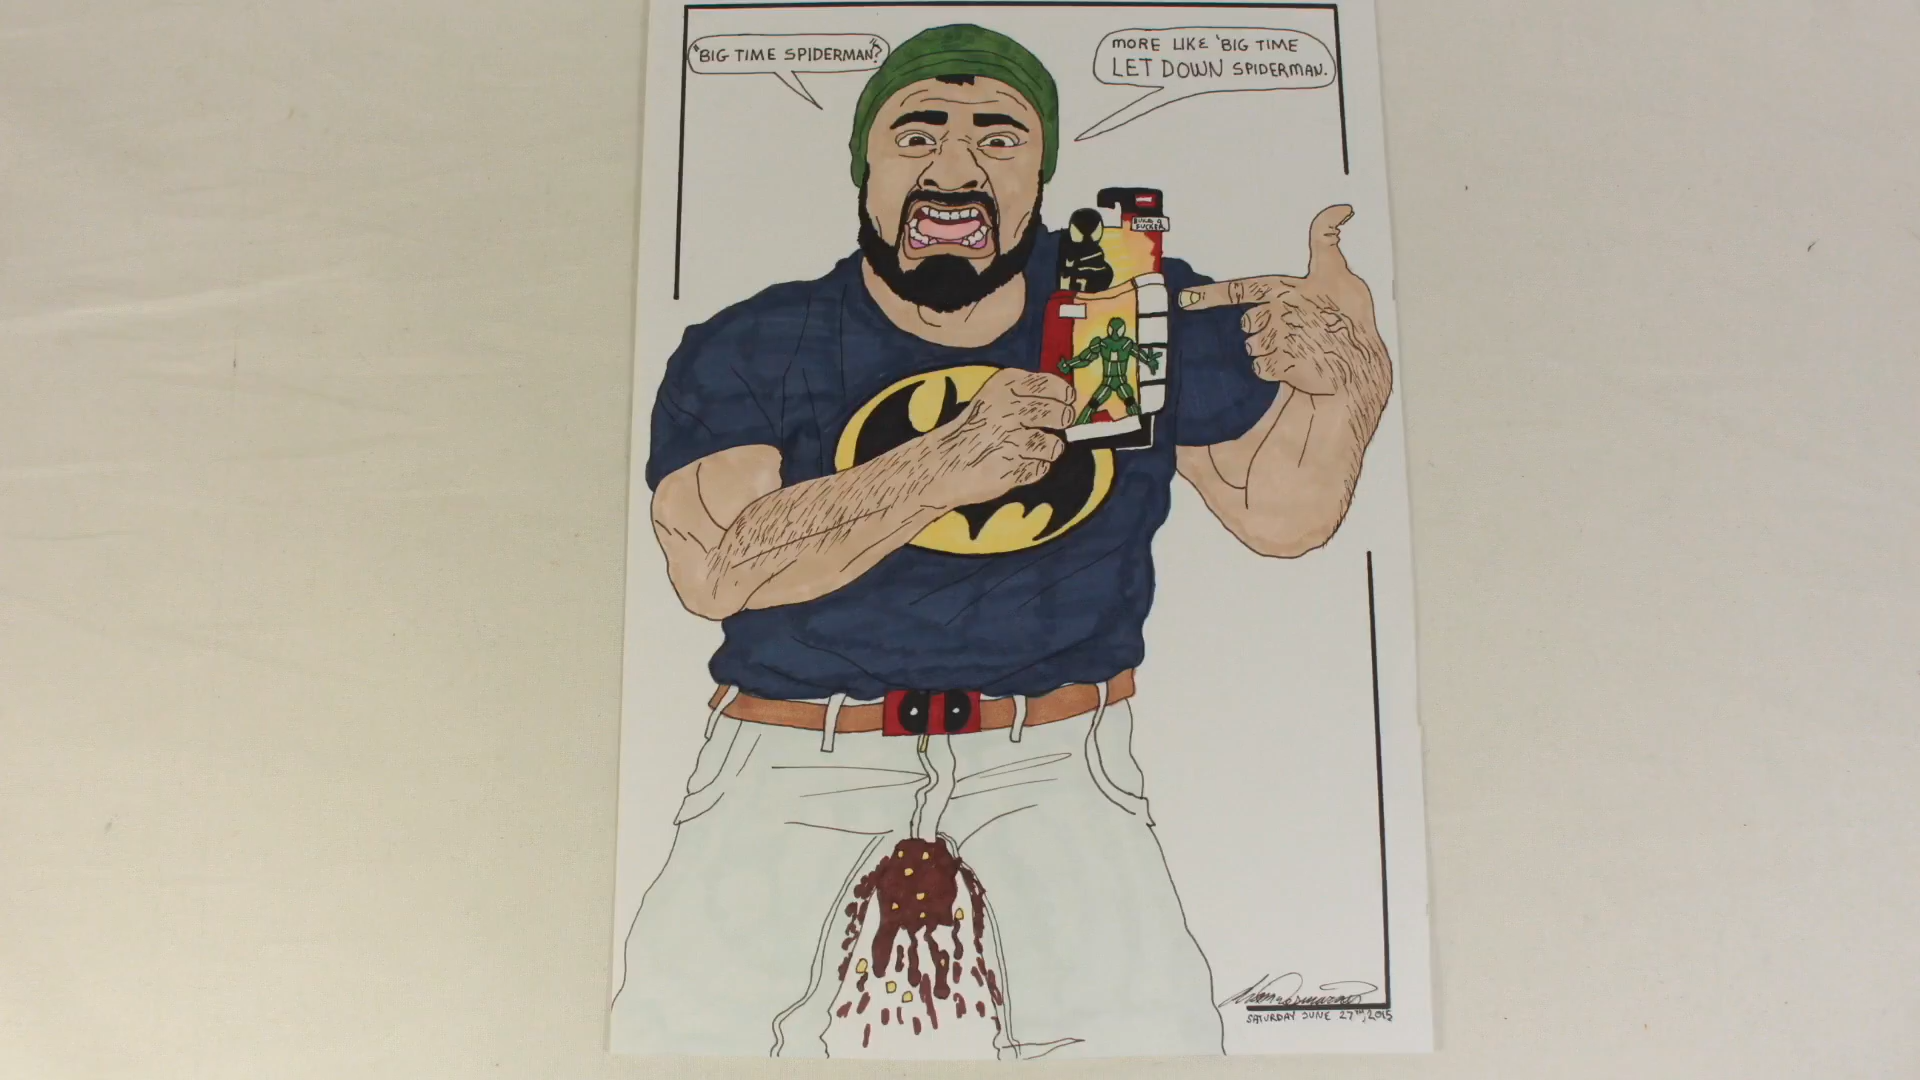 "BIG TIME SPIDERMAN"?
MORE LIKE 'BIG TIME
LET DOWN SPIDERMAN.
SATURDAY JUNE 27TH, 2015